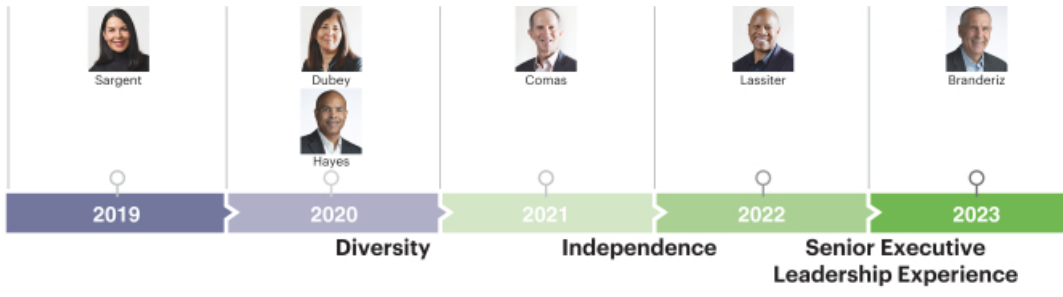 Sargent
Dubey
Comas
Lassiter
Branderiz
Hayes
2019
2020
2021
2022
2023
Diversity
Independence
Senior Executive
Leadership Experience